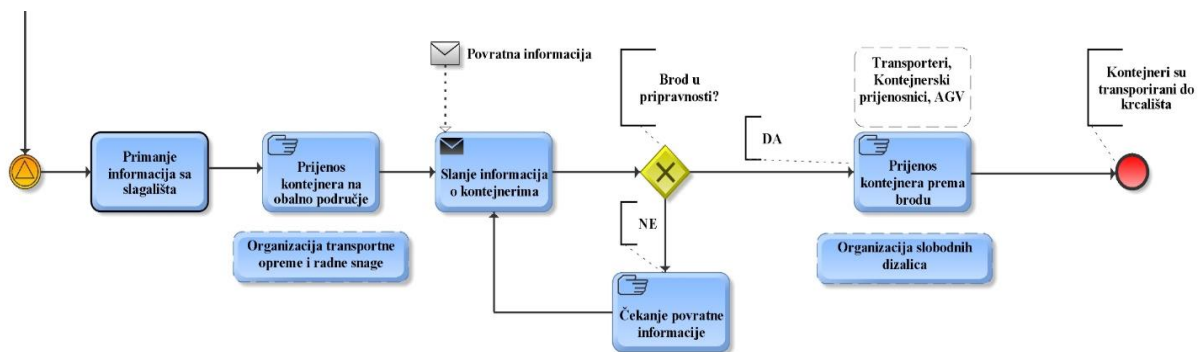 Povratna informacija
Brod u
pripravnosti?
Transporteri,
Kontejnerski
prijenosnici, AGV
Kontejneri su
transporirani do
krcališta
Primanje
informacija sa
slagališta
Prijenos
kontejnera na
obalno područje
Slanje informacija
o kontejnerima
DA
Prijenos
kontejnera prema
brodu
NE
Organizacija transportne
opreme i radne snage
Organizacija slobodnih
dizalica
Čekanje povratne
informacije